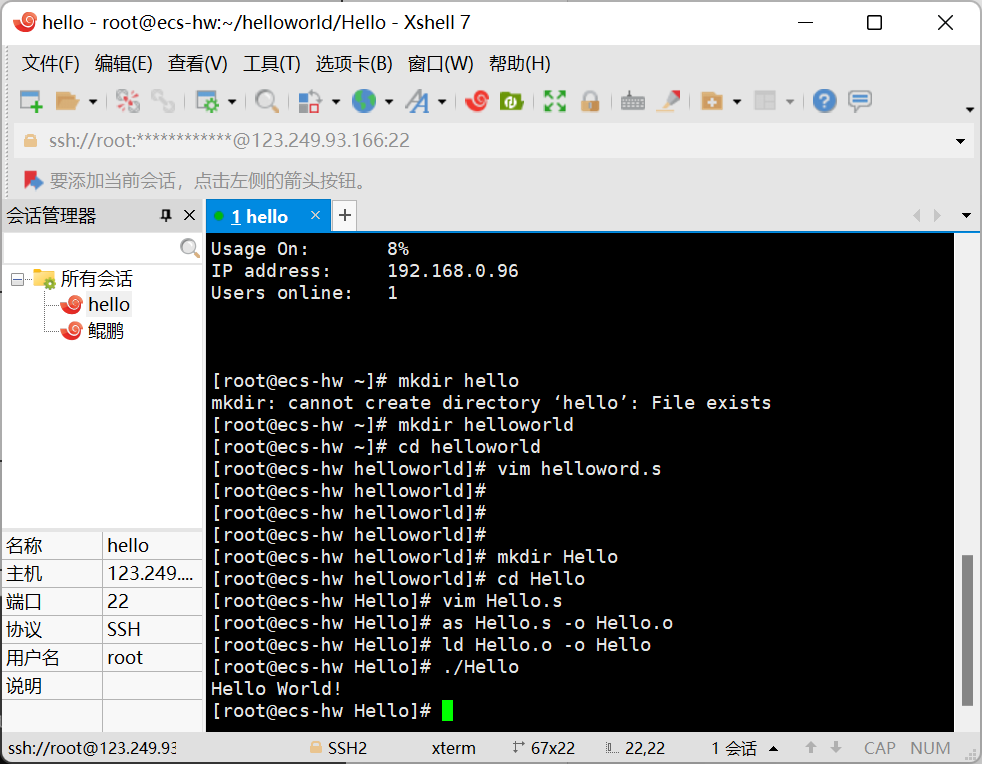 hello - root@ecs-hw:~/helloworld/Hello - Xshell 7
文件(F) 编辑(E) 查看(V) 工具(T) 选项卡(B) 窗口(W) 帮助(H)
ssh://root:************@123.249.93.166:22
要添加当前会话，点击左侧的箭头按钮。
会话管理器
1 hello
所有会话
hello
鲲鹏
名称 hello
主机 123.249....
端口 22
协议 SSH
用户名 root
说明
Usage On: 8%
IP address: 192.168.0.96
Users online: 1
[root@ecs-hw ~]# mkdir hello
mkdir: cannot create directory ‘hello’: File exists
[root@ecs-hw ~]# mkdir helloworld
[root@ecs-hw ~]# cd helloworld
[root@ecs-hw helloworld]# vim helloword.s
[root@ecs-hw helloworld]#
[root@ecs-hw helloworld]#
[root@ecs-hw helloworld]#
[root@ecs-hw helloworld]# mkdir Hello
[root@ecs-hw helloworld]# cd Hello
[root@ecs-hw Hello]# vim Hello.s
[root@ecs-hw Hello]# as Hello.s -o Hello.o
[root@ecs-hw Hello]# ld Hello.o -o Hello
[root@ecs-hw Hello]# ./Hello
Hello World!
[root@ecs-hw Hello]#
ssh://root@123.249.93 SSH2 xterm 67x22 22,22 1 会话 CAP NUM